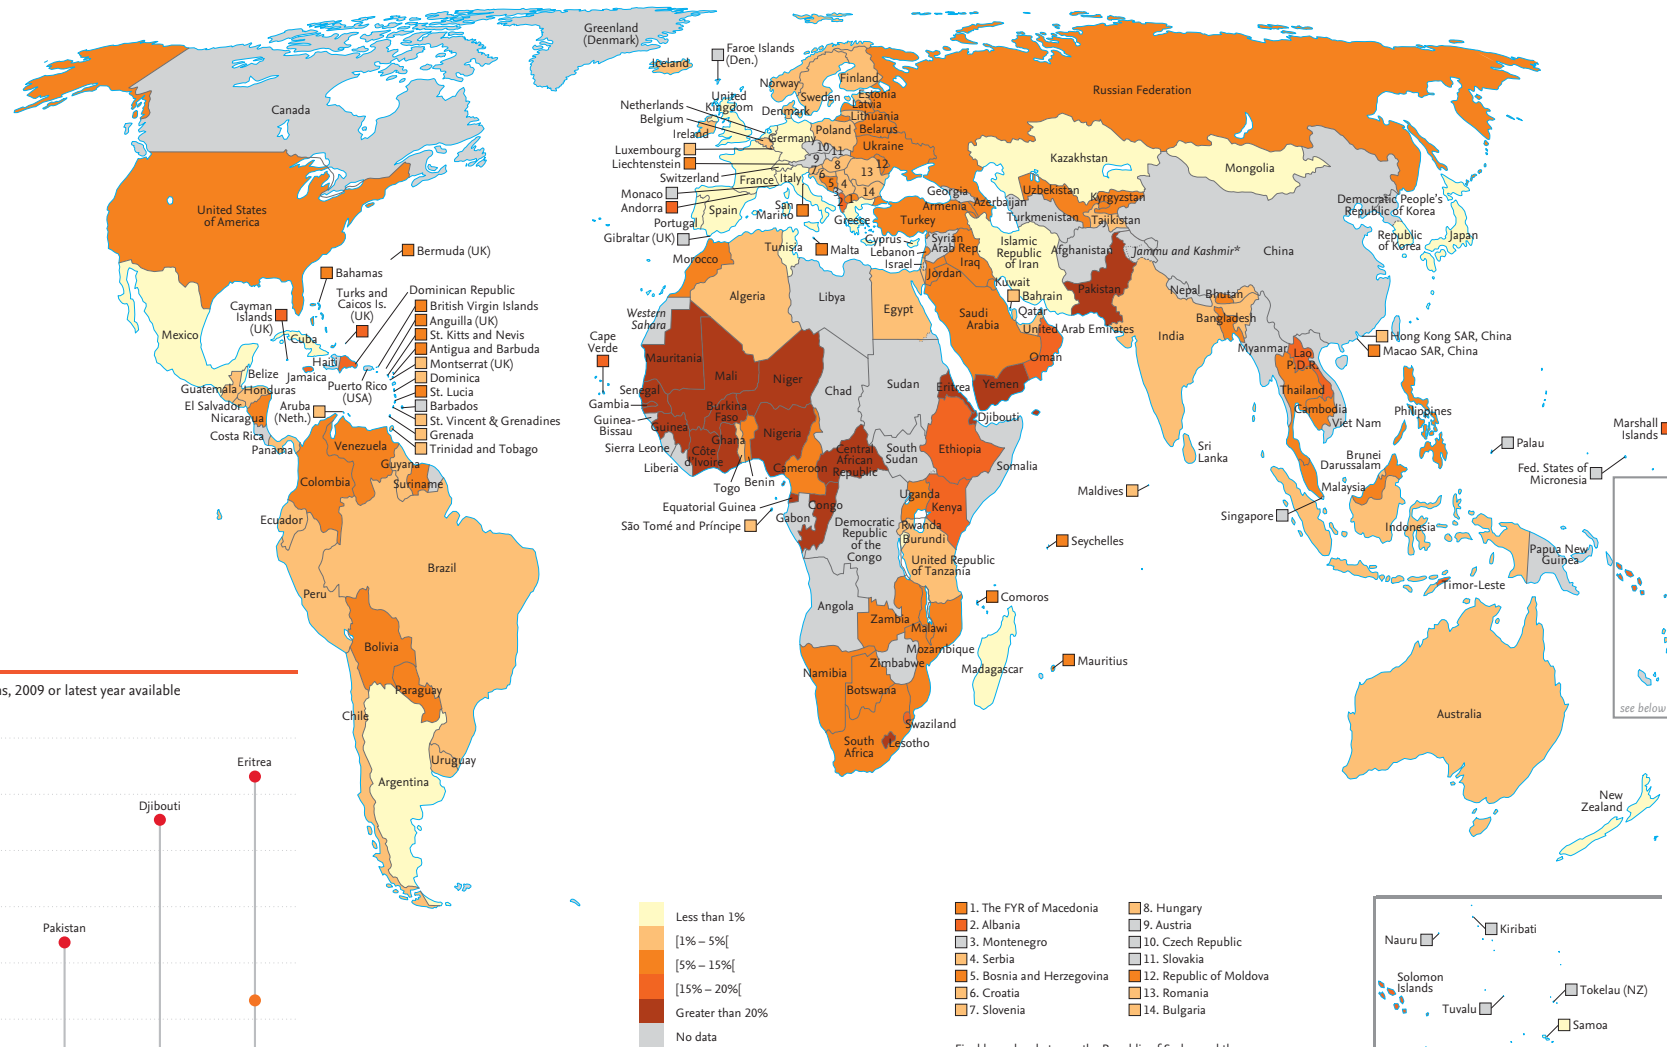 Greenland
(Denmark)
Faroe Islands
(Den.)
Iceland
Norway
Sweden
Finland
Estonia
Latvia
Lithuania
Belarus
Denmark
United
Kingdom
Netherlands
Belgium
Ireland
Luxembourg
Liechtenstein
Switzerland
Monaco
Andorra
Portugal
Gibraltar (UK)
Germany
Poland
Ukraine
10
11
9
8
7
6
13
12
5
4
3
14
2
1
France
Italy
Spain
San
Marino
Greece
Malta
Tunisia
Russian Federation
Canada
Kazakhstan
Mongolia
Georgia
Armenia
Azerbaijan
Uzbekistan
Kyrgyzstan
Turkmenistan
Tajikistan
Turkey
Democratic People's
Republic of Korea
Republic
of Korea
Japan
China
Cyprus
Lebanon
Israel
Syrian
Arab Rep.
Iraq
Jordan
Islamic
Republic
of Iran
Afghanistan
Jammu and Kashmir*
Pakistan
Kuwait
Bahrain
Qatar
United Arab Emirates
Saudi
Arabia
Oman
Yemen
Nepal
Bhutan
Bangladesh
India
Myanmar
Lao
P.D.R.
Thailand
Cambodia
Viet Nam
Hong Kong SAR, China
Macao SAR, China
Philippines
Sri
Lanka
Maldives
Brunei
Darussalam
Malaysia
Singapore
Indonesia
Timor-Leste
Papua New
Guinea
Palau
Fed. States of
Micronesia
Marshall
Islands
United States
of America
Bermuda (UK)
Bahamas
Turks and
Caicos Is.
(UK)
Cayman
Islands
(UK)
Mexico
Cuba
Haiti
Jamaica
Dominican Republic
British Virgin Islands
Anguilla (UK)
St. Kitts and Nevis
Antigua and Barbuda
Montserrat (UK)
Dominica
St. Lucia
Barbados
St. Vincent & Grenadines
Grenada
Trinidad and Tobago
Puerto Rico
(USA)
Belize
Guatemala
Honduras
El Salvador
Nicaragua
Costa Rica
Panama
Aruba
(Neth.)
Venezuela
Guyana
Suriname
Colombia
Ecuador
Peru
Brazil
Bolivia
Paraguay
Chile
Argentina
Uruguay
Morocco
Algeria
Libya
Egypt
Western
Sahara
Cape
Verde
Mauritania
Mali
Niger
Chad
Sudan
Eritrea
Djibouti
Senegal
Gambia
Guinea-
Bissau
Guinea
Sierra Leone
Liberia
Burkina
Faso
Côte
d'Ivoire
Ghana
Togo
Benin
Nigeria
Cameroon
Central
African
Republic
South
Sudan
Ethiopia
Somalia
Equatorial Guinea
São Tomé and Príncipe
Gabon
Congo
Democratic
Republic
of the
Congo
Uganda
Kenya
Rwanda
Burundi
United Republic
of Tanzania
Seychelles
Comoros
Angola
Zambia
Malawi
Mozambique
Zimbabwe
Namibia
Botswana
Madagascar
Mauritius
Swaziland
Lesotho
South
Africa
Australia
New
Zealand
see below
s, 2009 or latest year available
Eritrea
Djibouti
Pakistan
Less than 1%
[1% – 5%[
[5% – 15%[
[15% – 20%[
Greater than 20%
No data
1. The FYR of Macedonia
2. Albania
3. Montenegro
4. Serbia
5. Bosnia and Herzegovina
6. Croatia
7. Slovenia
8. Hungary
9. Austria
10. Czech Republic
11. Slovakia
12. Republic of Moldova
13. Romania
14. Bulgaria
Nauru
Kiribati
Solomon
Islands
Tuvalu
Tokelau (NZ)
Samoa